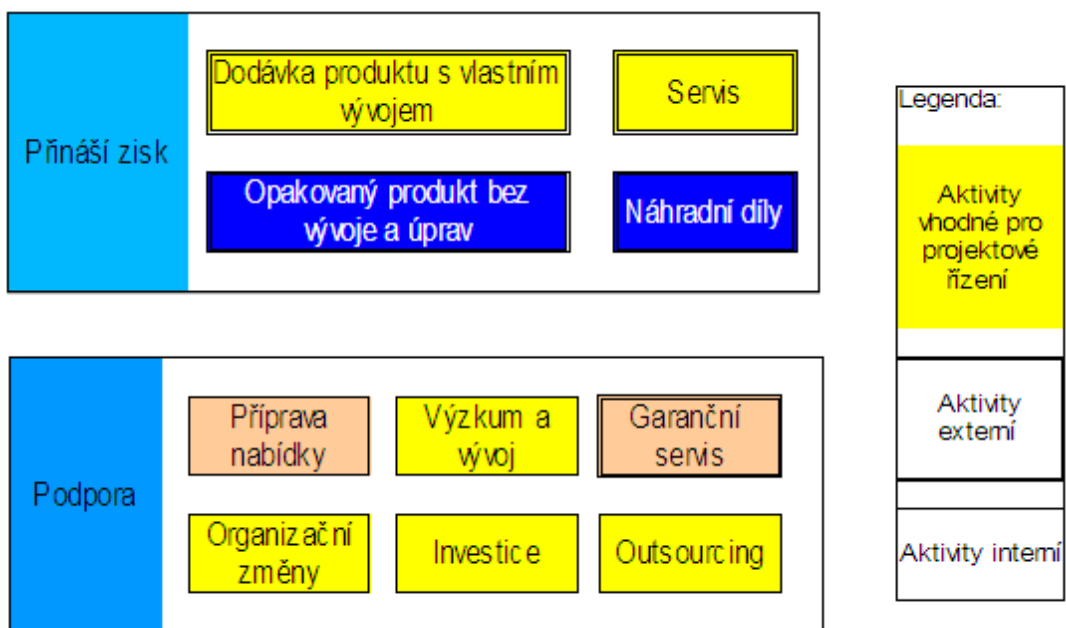 Přináší zisk
Dodávka produktu s vlastním
vývojem
Servis
Opakovaný produkt bez
vývoje a úprav
Náhradní díly
Podpora
Příprava
nabídky
Výzkum a
vývoj
Garanční
servis
Organizační
změny
Investice
Outsourcing
Legenda:
Aktivity
vhodné pro
projektové
řízení
Aktivity
externí
Aktivity interní